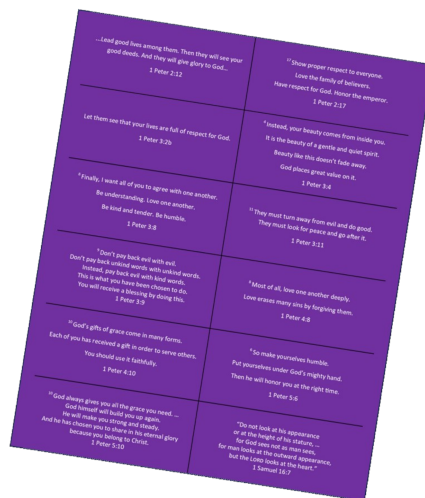 ...Lead good lives among them. Then they will see your
good deeds. And they will give glory to God...
1 Peter 2:12
17 Show proper respect to everyone.
Love the family of believers.
Have respect for God. Honor the emperor.
1 Peter 2:17
Let them see that your lives are full of respect for God.
1 Peter 3:2b
4 Instead, your beauty comes from inside you.
It is the beauty of a gentle and quiet spirit.
Beauty like this doesn't fade away.
God places great value on it.
1 Peter 3:4
8 Finally, I want all of you to agree with one another.
Be understanding. Love one another.
Be kind and tender. Be humble.
1 Peter 3:8
11 They must turn away from evil and do good.
They must look for peace and go after it.
1 Peter 3:11
9 Don't pay back evil with evil.
Don't pay back unkind words with unkind words.
Instead, pay back evil with kind words.
This is what you have been chosen to do.
You will receive a blessing by doing this.
1 Peter 3:9
8 Most of all, love one another deeply.
Love erases many sins by forgiving them.
1 Peter 4:8
10 God's gifts of grace come in many forms.
Each of you has received a gift in order to serve others.
You should use it faithfully.
1 Peter 4:10
6 So make yourselves humble.
Put yourselves under God's mighty hand.
Then he will honor you at the right time.
1 Peter 5:6
10 God always gives you all the grace you need. ...
God himself will build you up again.
He will make you strong and steady.
And he has chosen you to share in his eternal glory
because you belong to Christ.
1 Peter 5:10
"Do not look at his appearance
or at the height of his stature, ...
for God sees not as man sees,
for man looks at the outward appearance,
but the LORD looks at the heart."
1 Samuel 16:7